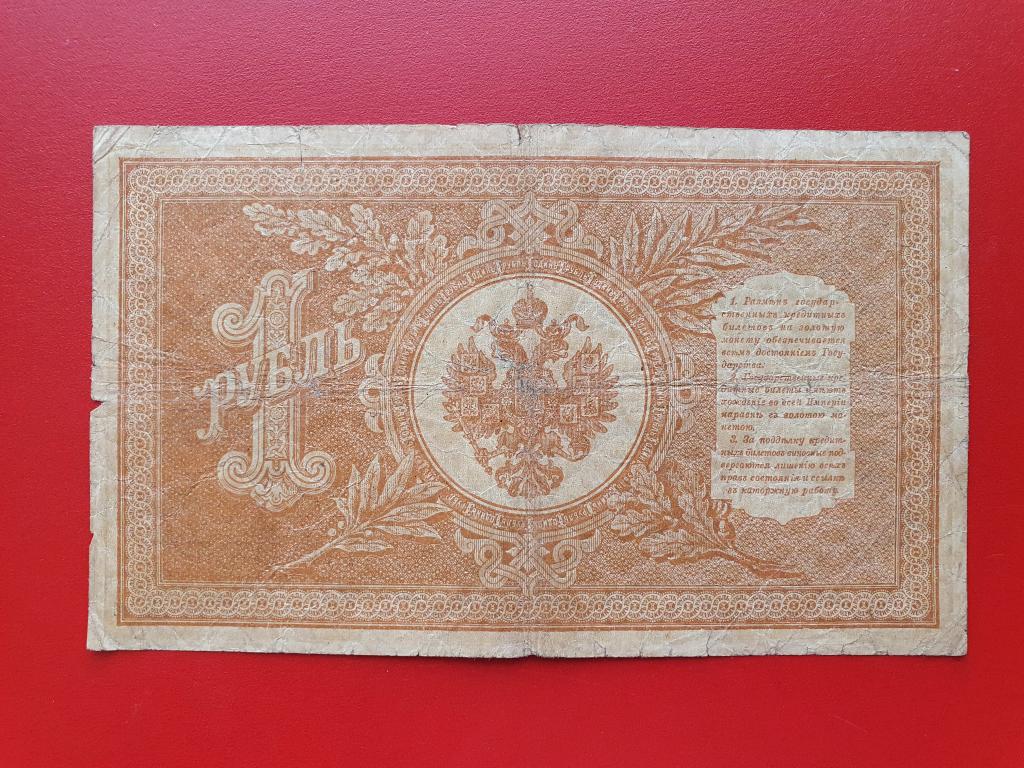 1
РУБЛЬ
1. Размѣнъ государ-
ственныхъ кредитныхъ
билетовъ на золотую
монету обезпечивается
всѣмъ достояніемъ Госу-
дарства.
2. Государственные кре-
дитные билеты имѣютъ
хожденіе во всей Имперіи
наравнѣ съ золотою мо-
нетою.
3. За поддѣлку кредит-
ныхъ билетовъ виновные под-
вергаются лишенію всѣхъ
правъ состоянія и ссылкѣ
въ каторжную работу.